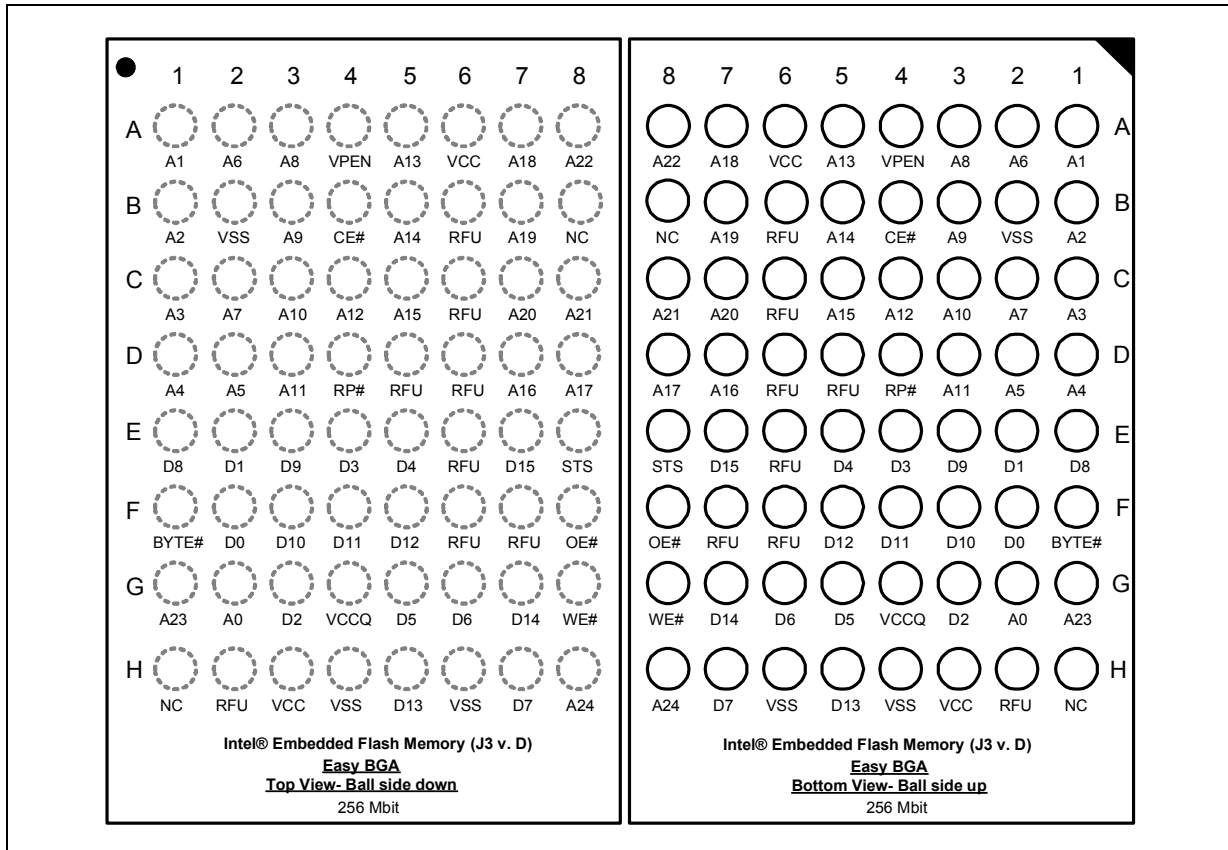 1 2 3 4 5 6 7 8
A
A1 A6 A8 VPEN A13 VCC A18 A22
B
A2 VSS A9 CE# A14 RFU A19 NC
C
A3 A7 A10 A12 A15 RFU A20 A21
D
A4 A5 A11 RP# RFU RFU A16 A17
E
D8 D1 D9 D3 D4 RFU D15 STS
F
BYTE# D0 D10 D11 D12 RFU RFU OE#
G
A23 A0 D2 VCCQ D5 D6 D14 WE#
H
NC RFU VCC VSS D13 VSS D7 A24
Intel® Embedded Flash Memory (J3 v. D)
Easy BGA
Top View- Ball side down
256 Mbit
8 7 6 5 4 3 2 1
A
A22 A18 VCC A13 VPEN A8 A6 A1
B
NC A19 RFU A14 CE# A9 VSS A2
C
A21 A20 RFU A15 A12 A10 A7 A3
D
A17 A16 RFU RFU RP# A11 A5 A4
E
STS D15 RFU D4 D3 D9 D1 D8
F
OE# RFU RFU D12 D11 D10 D0 BYTE#
G
WE# D14 D6 D5 VCCQ D2 A0 A23
H
A24 D7 VSS D13 VSS VCC RFU NC
Intel® Embedded Flash Memory (J3 v. D)
Easy BGA
Bottom View- Ball side up
256 Mbit